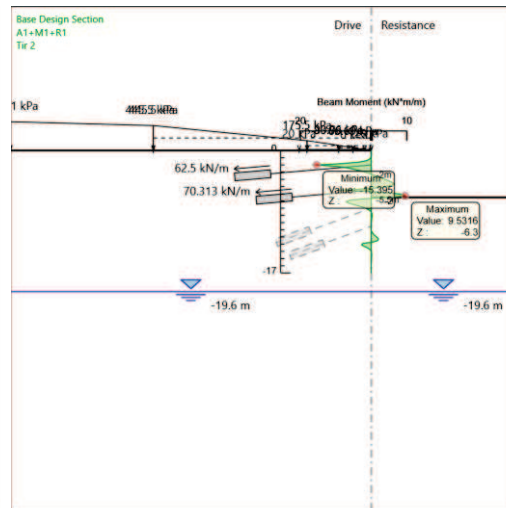 Base Design Section
A1+M1+R1
Tir 2
Drive
Resistance
Beam Moment (kN*m/m)
1 kPa
20
10
0
62.5 kN/m
70.313 kN/m
Minimum
Value: -15.395
Z :
Maximum
Value: 9.5316
Z : -6.3
-17
-19.6 m
-19.6 m